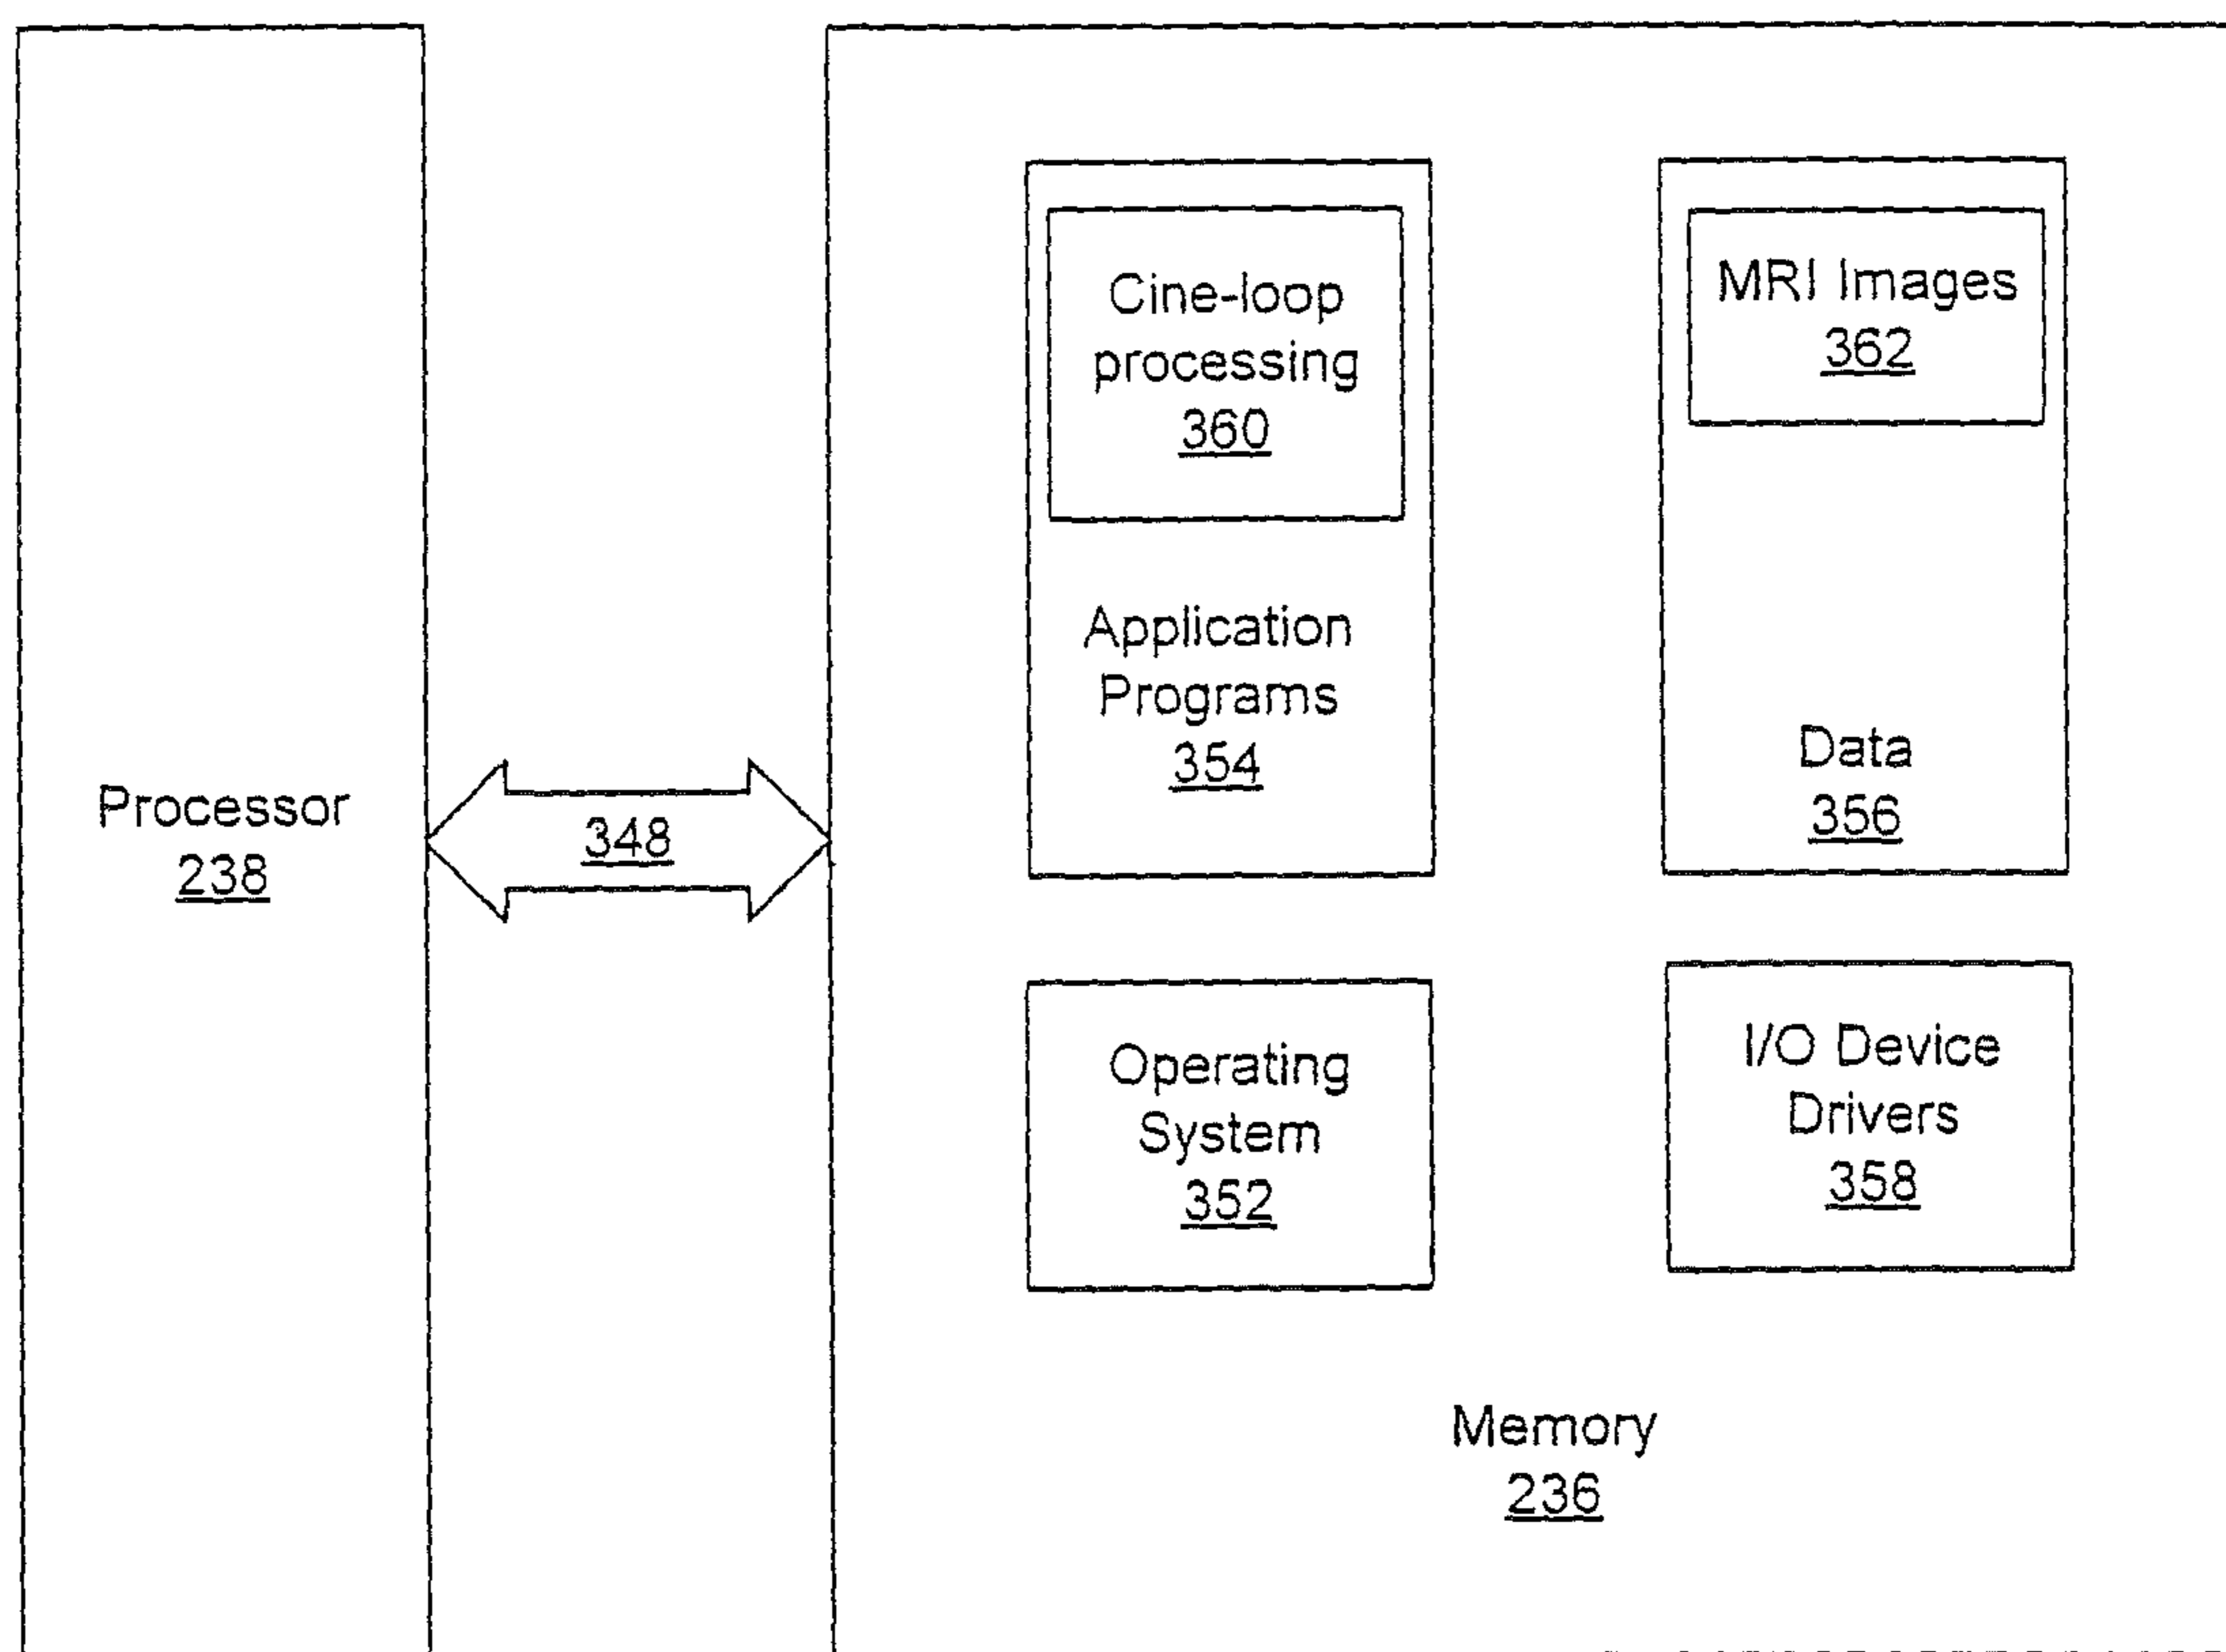 Cine-loop
processing
360
Application
Programs
354
MRI Images
362
Data
356
Processor
238
348
Operating
System
352
I/O Device
Drivers
358
Memory
236